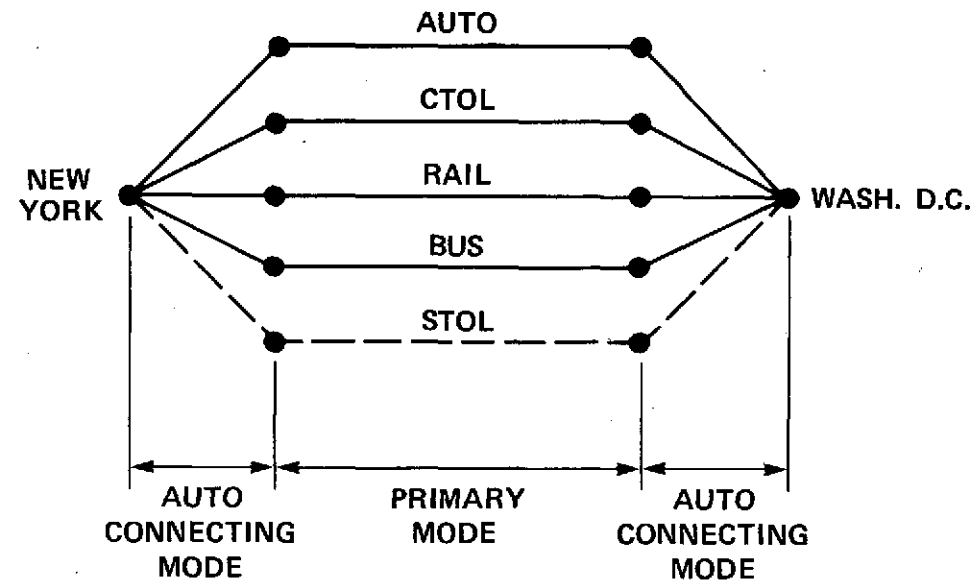 AUTO
CTOL
RAIL
NEW
YORK
WASH. D.C.
BUS
STOL
AUTO
CONNECTING
MODE
PRIMARY
MODE
AUTO
CONNECTING
MODE